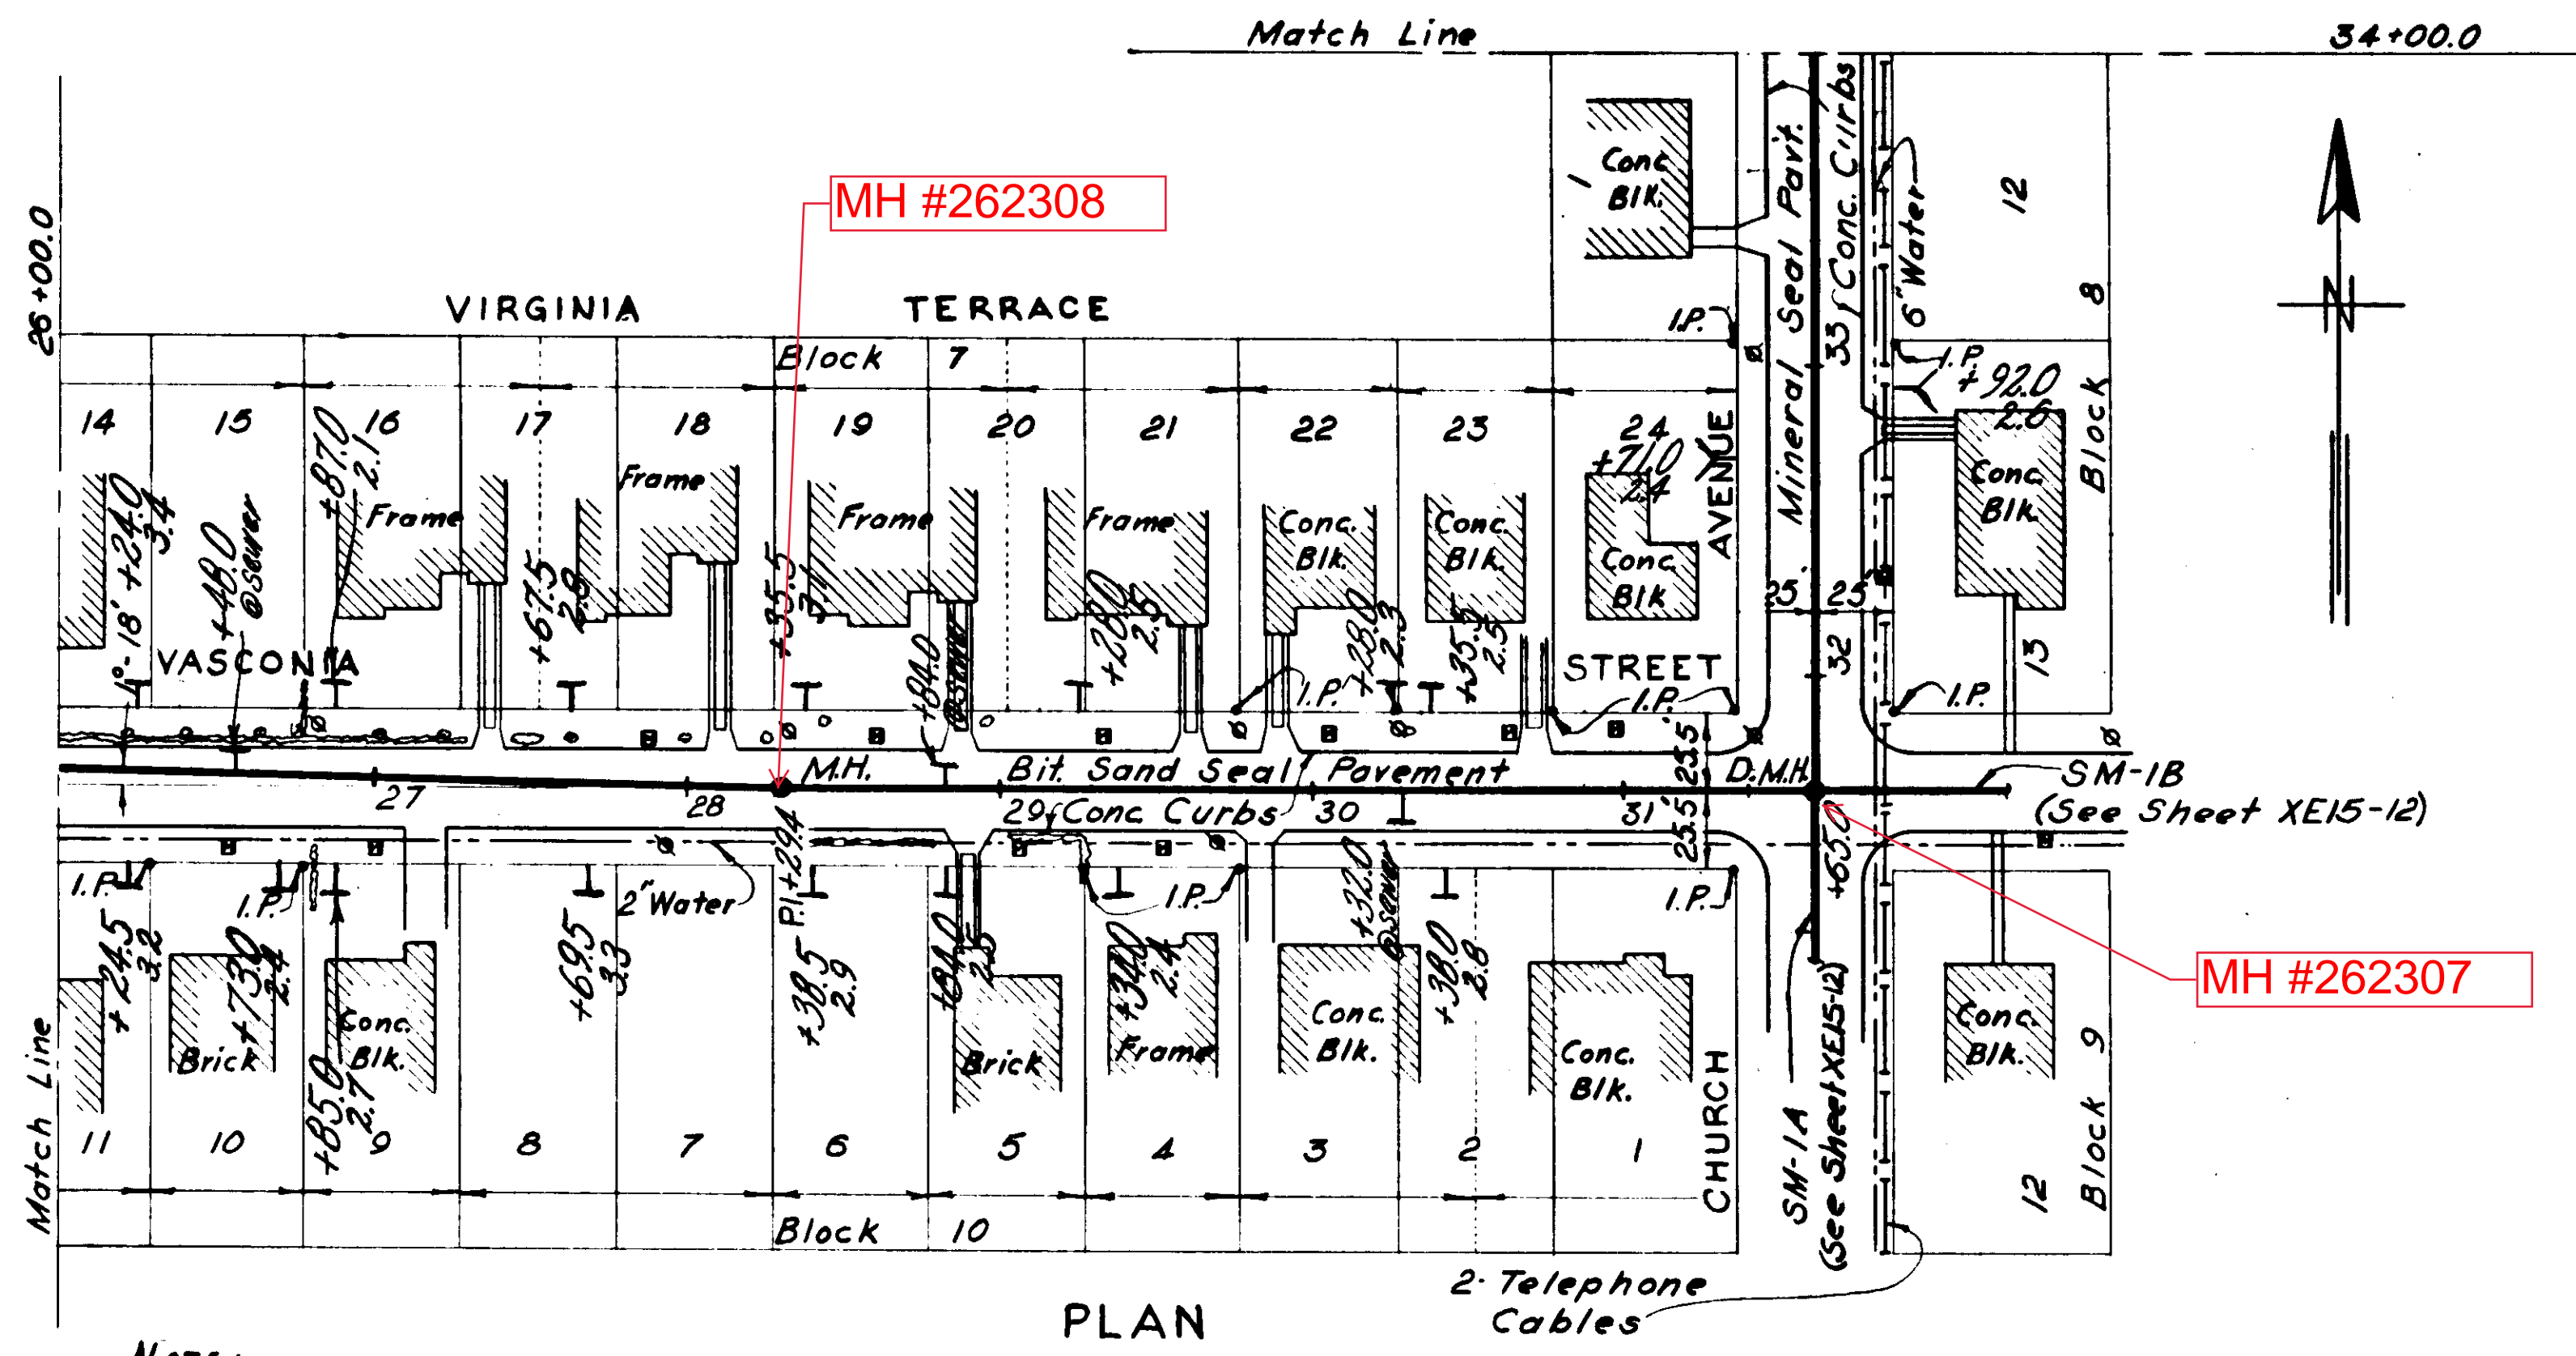 Match Line
34+00.0
MH #262308
26+00.0
VIRGINIA TERRACE
Block 7
14
15
16
17
18
19
20
21
22
23
24
1
Conc
Blk.
Mineral Seal Pavt.
33
Conc. Curbs
6" Water
12
Block 8
N
I.P.
I.P.
+92.0
2.6
+24.0
3.4
4°-18'
+48.0
@sewer
+87.0
2.1
Frame
+67.5
2.8
Frame
+35.5
3.1
Frame
+84.0
@sewer
Frame
+28.0
2.5
Conc.
Blk.
+28.0
2.3
Conc.
Blk.
+35.5
2.5
+71.0
2.4
Conc.
Blk
AVENUE
25'
25'
32
Conc.
Blk.
13
VASCONIA
STREET
I.P.
I.P.
I.P.
27
28
M.H.
29
Bit. Sand Seal Pavement
Conc Curbs
30
31
D.M.H.
25.5'
25.5'
SM-1B
(See Sheet XE15-12)
+65.0
I.P.
I.P.
2" Water
P.I. +29.4
I.P.
I.P.
+24.5
3.2
+73.0
2.4
Brick
+85.0
2.7
Conc.
Blk.
+69.5
3.3
+38.5
2.9
+84.0
2.5
Brick
+34.0
2.4
Frame
+32.0
@sewer
Conc.
Blk.
+38.0
2.8
Conc.
Blk.
MH #262307
Conc.
Blk.
Match Line
11
10
9
8
7
6
5
4
3
2
1
Block 10
CHURCH
SM-1A
(See Sheet XE15-12)
12
Block 9
2-Telephone
Cables
PLAN